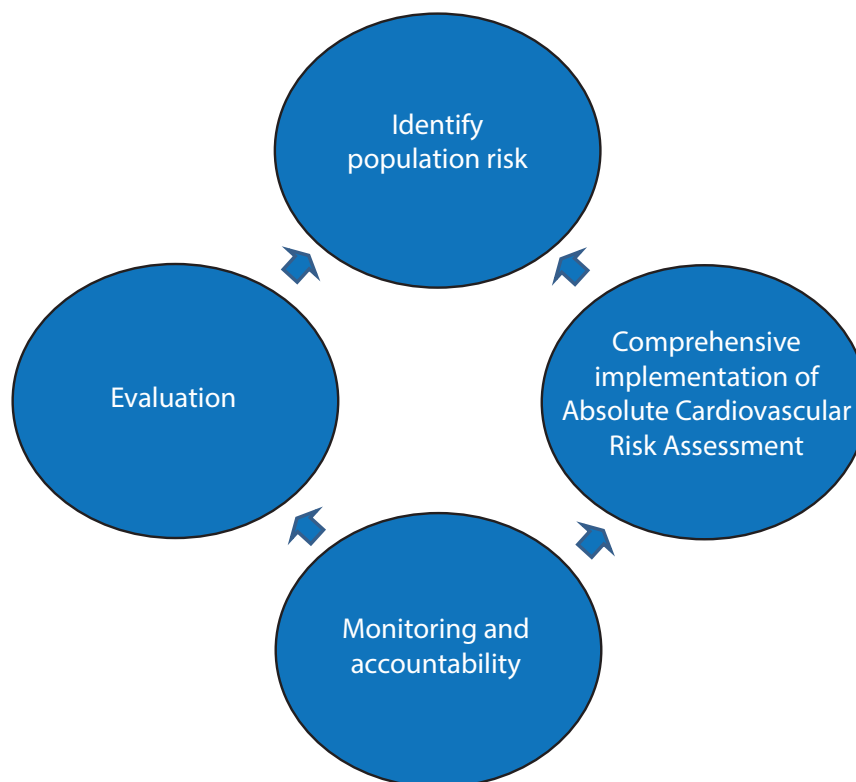 Identify
population risk
Evaluation
Comprehensive
implementation of
Absolute Cardiovascular
Risk Assessment
Monitoring and
accountability